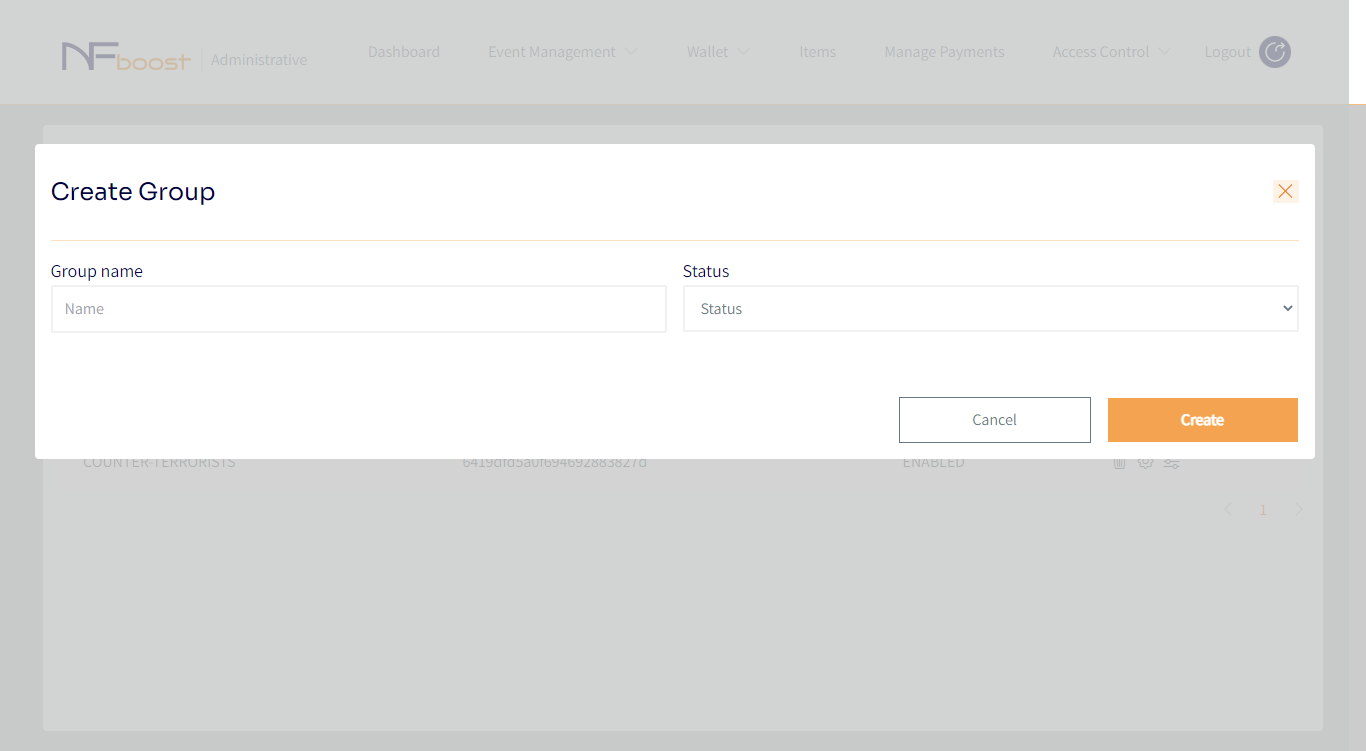 NFboost Administrative Dashboard Event Management Wallet Items Manage Payments Access Control Logout
Create Group
Group name Status
Name Status
Cancel Create
COUNTER-TERRORISTS 6419dfd5a0f694692883827d ENABLED
1